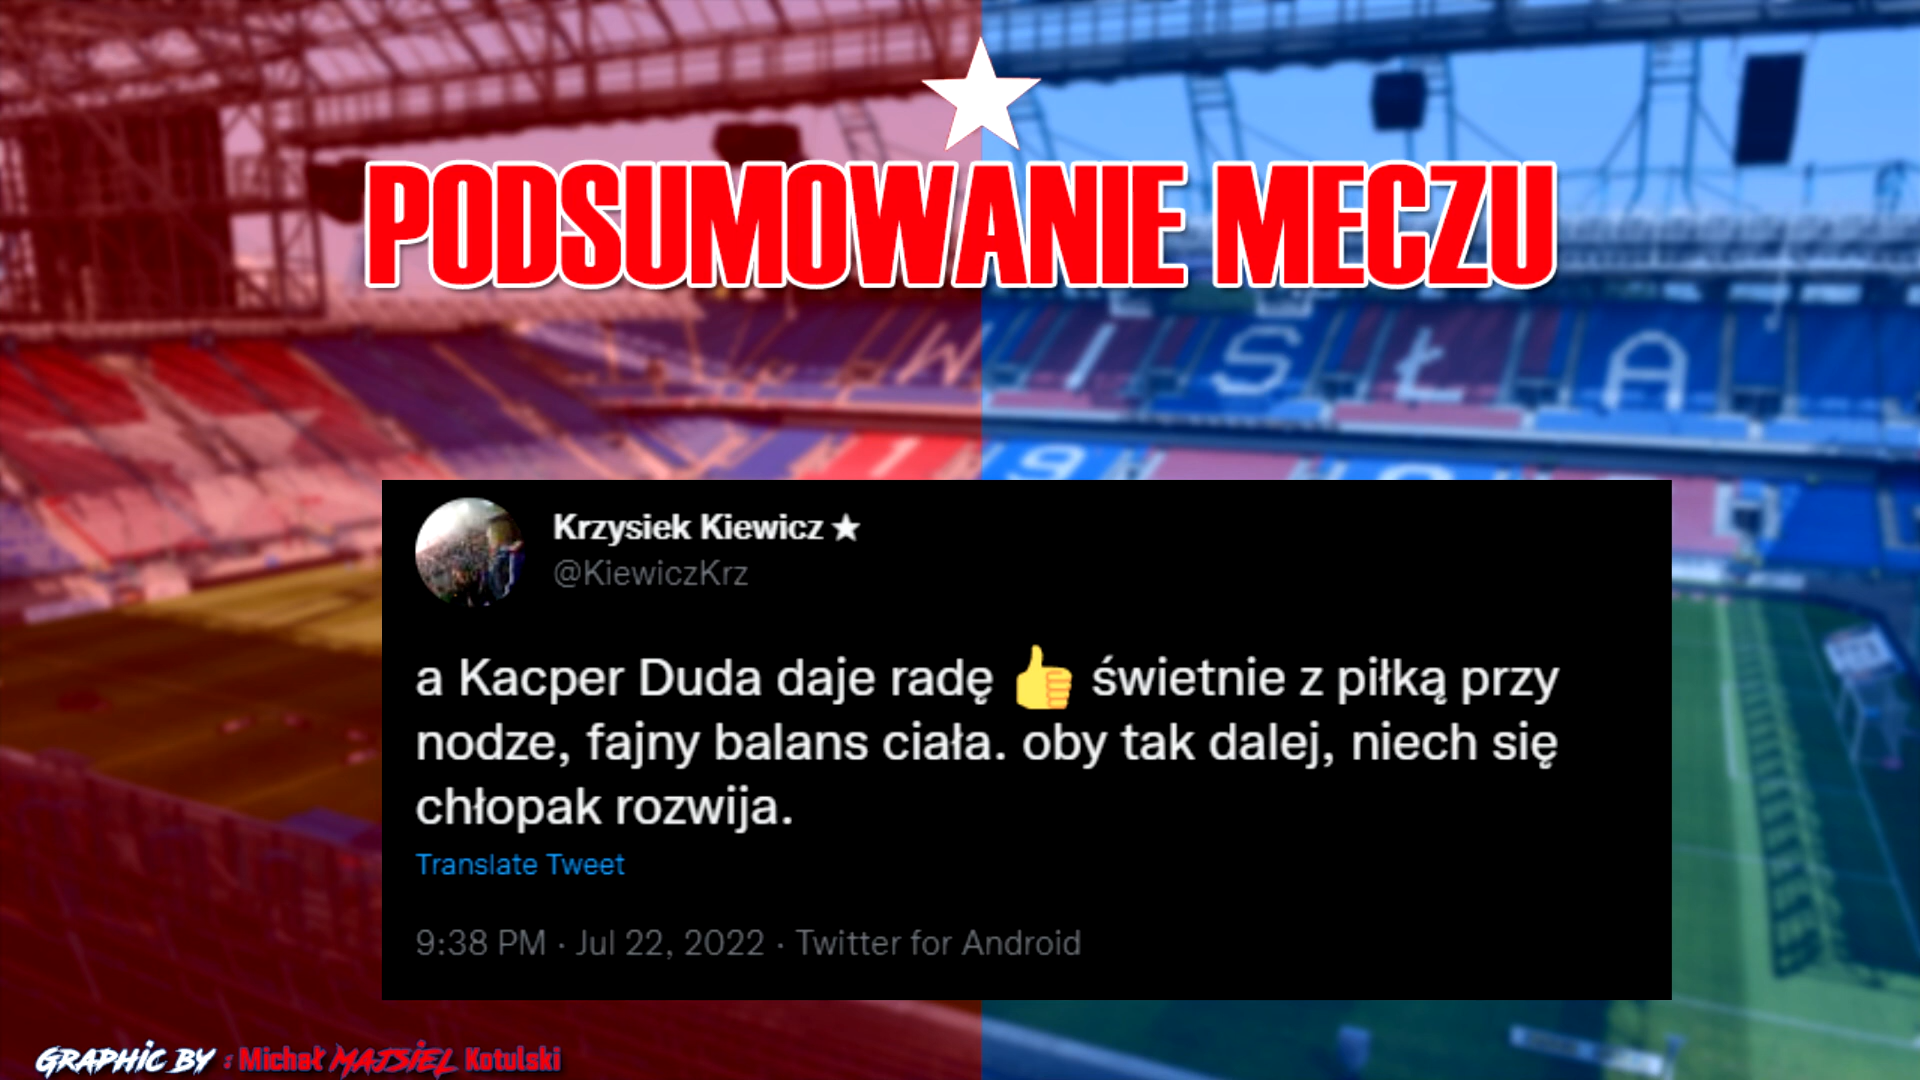 PODSUMOWANIE MECZU
WISŁA
19
Krzysiek Kiewicz ★
@KiewiczKrz
a Kacper Duda daje radę 👍 świetnie z piłką przy
nodze, fajny balans ciała. oby tak dalej, niech się
chłopak rozwija.
Translate Tweet
9:38 PM · Jul 22, 2022 · Twitter for Android
GRAPHIC BY : Michał MAJSIEL Kotulski